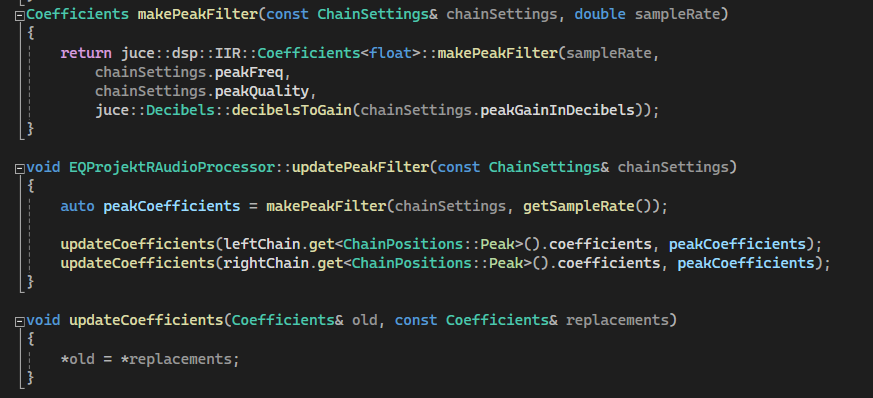 Coefficients makePeakFilter(const ChainSettings& chainSettings, double sampleRate)
{
    return juce::dsp::IIR::Coefficients<float>::makePeakFilter(sampleRate,
        chainSettings.peakFreq,
        chainSettings.peakQuality,
        juce::Decibels::decibelsToGain(chainSettings.peakGainInDecibels));
}
void EQProjektRAudioProcessor::updatePeakFilter(const ChainSettings& chainSettings)
{
    auto peakCoefficients = makePeakFilter(chainSettings, getSampleRate());
    updateCoefficients(leftChain.get<ChainPositions::Peak>().coefficients, peakCoefficients);
    updateCoefficients(rightChain.get<ChainPositions::Peak>().coefficients, peakCoefficients);
}
void updateCoefficients(Coefficients& old, const Coefficients& replacements)
{
    *old = *replacements;
}